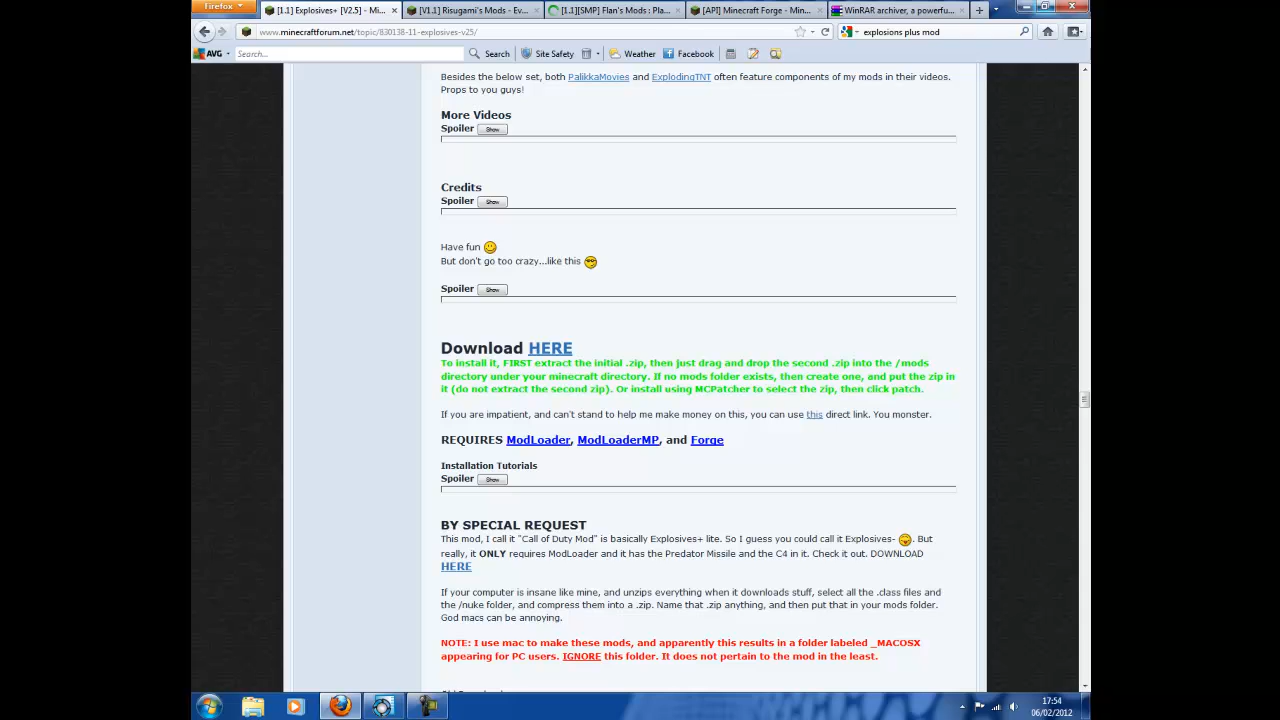 Firefox
[1.1] Explosives+ [V2.5] - Mi...
[V1.1] Risugami's Mods - Ev...
[1.1][SMP] Flan's Mods : Pla...
[API] Minecraft Forge - Min...
WinRAR archiver, a powerfu...
www.minecraftforum.net/topic/830138-11-explosives-v25/
explosions plus mod
AVG
Search...
Search
Site Safety
Weather
Facebook
Besides the below set, both PalikkaMovies and ExplodingTNT often feature components of my mods in their videos.
Props to you guys!
More Videos
Spoiler Show
Credits
Spoiler Show
Have fun
But don't go too crazy...like this
Spoiler Show
Download HERE
To install it, FIRST extract the initial .zip, then just drag and drop the second .zip into the /mods
directory under your minecraft directory. If no mods folder exists, then create one, and put the zip in
it (do not extract the second zip). Or install using MCPatcher to select the zip, then click patch.
If you are impatient, and can't stand to help me make money on this, you can use this direct link. You monster.
REQUIRES ModLoader, ModLoaderMP, and Forge
Installation Tutorials
Spoiler Show
BY SPECIAL REQUEST
This mod, I call it "Call of Duty Mod" is basically Explosives+ lite. So I guess you could call it Explosives- . But
really, it ONLY requires ModLoader and it has the Predator Missile and the C4 in it. Check it out. DOWNLOAD
HERE
If your computer is insane like mine, and unzips everything when it downloads stuff, select all the .class files and
the /nuke folder, and compress them into a .zip. Name that .zip anything, and then put that in your mods folder.
God macs can be annoying.
NOTE: I use mac to make these mods, and apparently this results in a folder labeled _MACOSX
appearing for PC users. IGNORE this folder. It does not pertain to the mod in the least.
17:54
06/02/2012